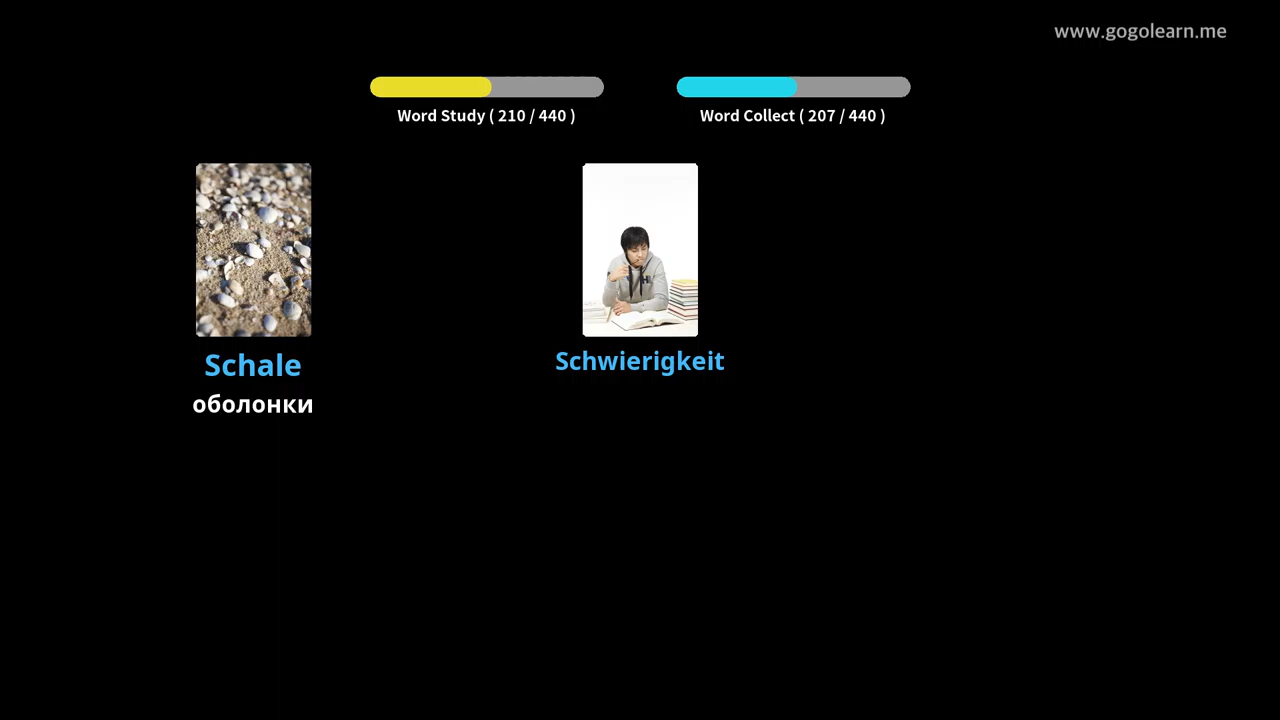 www.gogolearn.me
Word Study ( 210 / 440 )
Word Collect ( 207 / 440 )
Schale
оболонки
Schwierigkeit